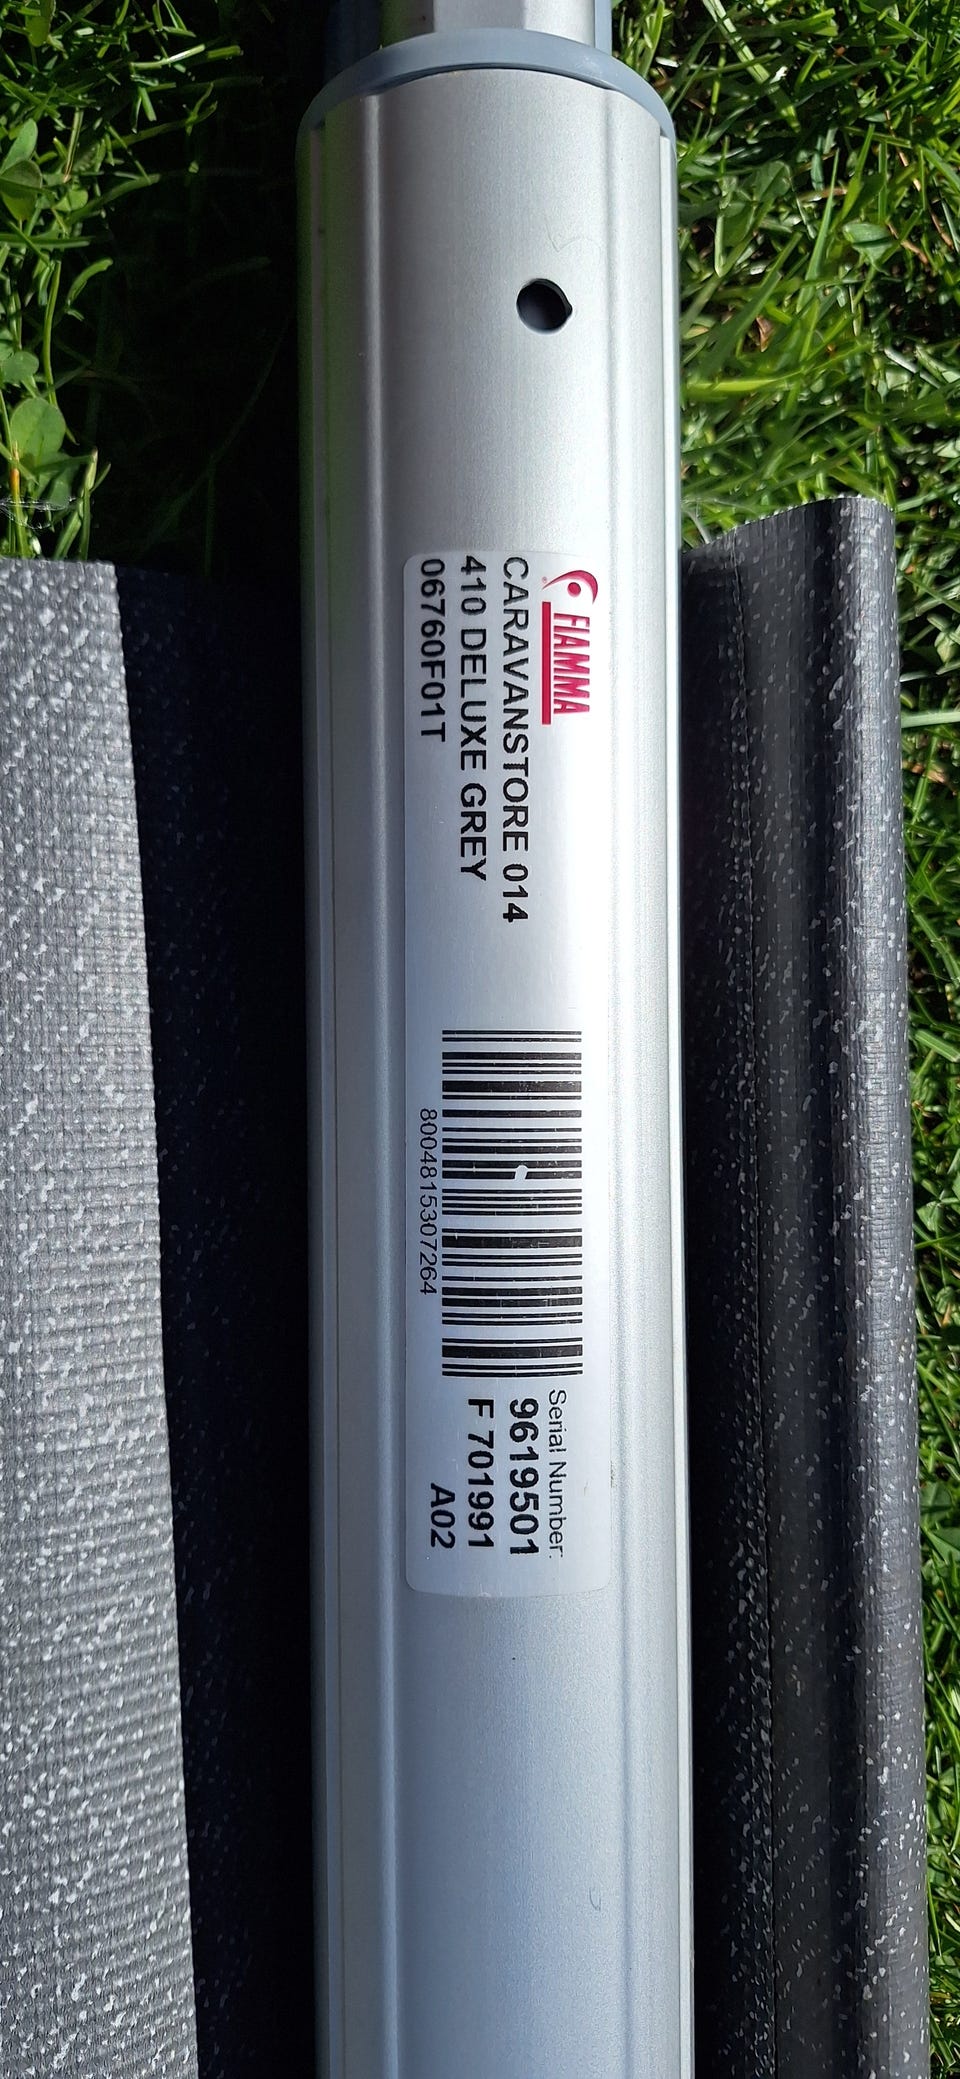 FIAMMA
CARAVANSTORE 014
410 DELUXE GREY
06760F01T
8004815307264
Serial Number:
9619501
F 701991
A02